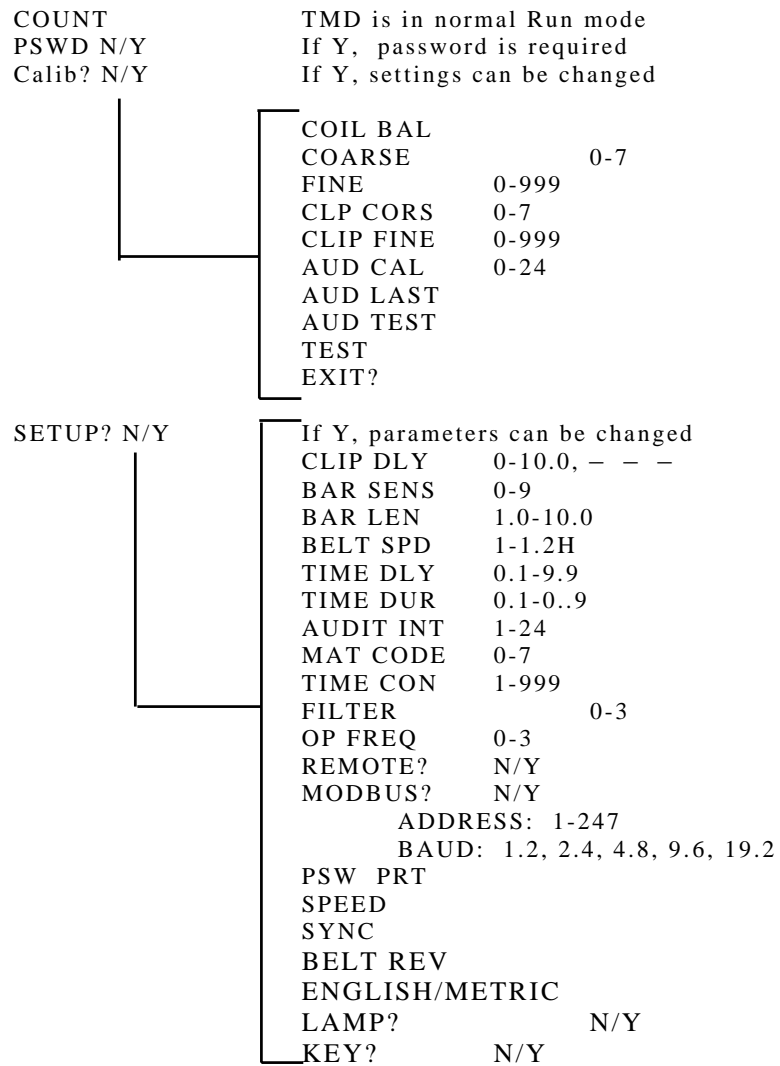 COUNT TMD is in normal Run mode
PSWD N/Y If Y, password is required
Calib? N/Y If Y, settings can be changed
COIL BAL
COARSE 0-7
FINE 0-999
CLP CORS 0-7
CLIP FINE 0-999
AUD CAL 0-24
AUD LAST
AUD TEST
TEST
EXIT?
SETUP? N/Y If Y, parameters can be changed
CLIP DLY 0-10.0, – – –
BAR SENS 0-9
BAR LEN 1.0-10.0
BELT SPD 1-1.2H
TIME DLY 0.1-9.9
TIME DUR 0.1-0..9
AUDIT INT 1-24
MAT CODE 0-7
TIME CON 1-999
FILTER 0-3
OP FREQ 0-3
REMOTE? N/Y
MODBUS? N/Y
ADDRESS: 1-247
BAUD: 1.2, 2.4, 4.8, 9.6, 19.2
PSW PRT
SPEED
SYNC
BELT REV
ENGLISH/METRIC
LAMP? N/Y
KEY? N/Y